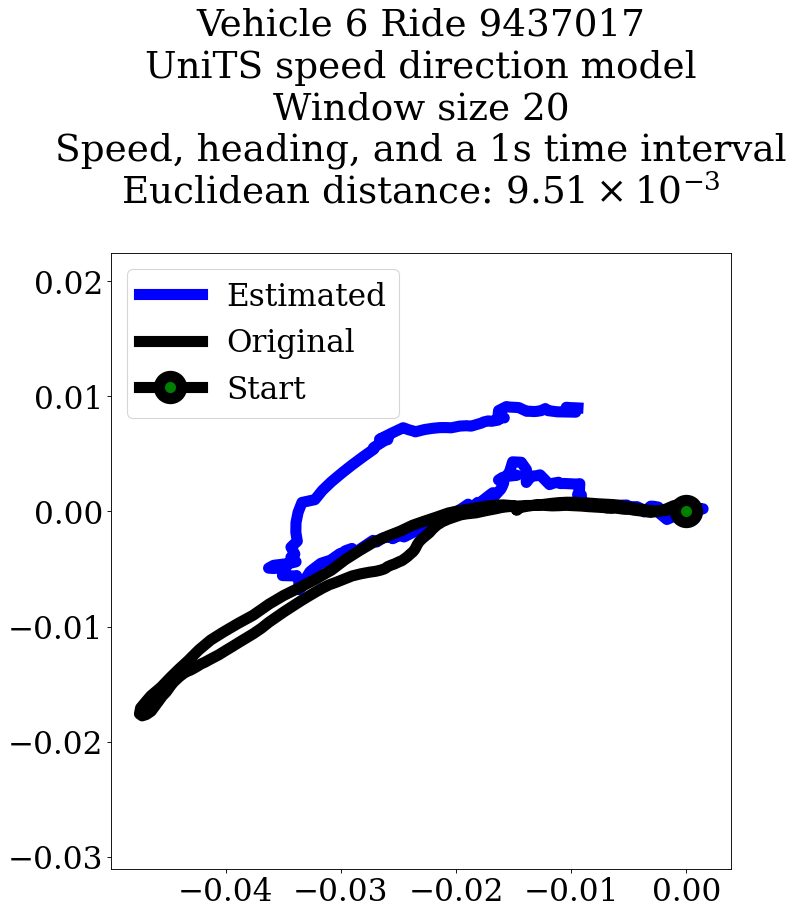 Vehicle 6 Ride 9437017
UniTS speed direction model
Window size 20
Speed, heading, and a 1s time interval
Euclidean distance: 9.51 × 10⁻³
0.02
0.01
0.00
−0.01
−0.02
−0.03
Estimated
Original
Start
−0.04
−0.03
−0.02
−0.01
0.00